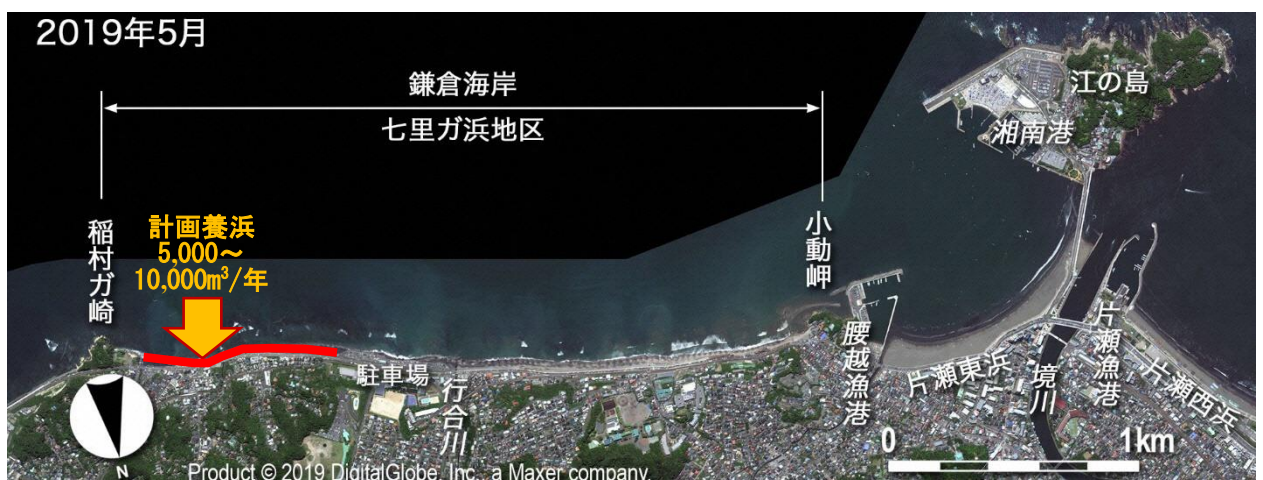 2019年5月
鎌倉海岸
七里ガ浜地区
稲村ガ崎
計画養浜
5,000～
10,000m³/年
小動岬
江の島
湘南港
駐車場
行合川
腰越漁港
片瀬東浜
境川
片瀬漁港
片瀬西浜
N
0
1km
Product © 2019 DigitalGlobe, Inc., a Maxer company.